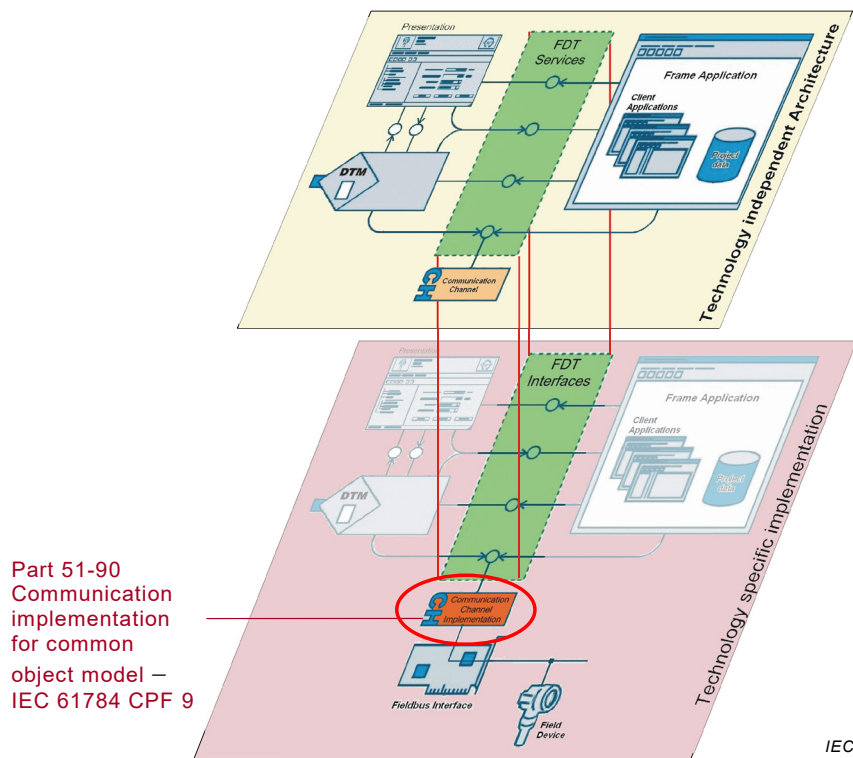 Presentation
FDT
Services
Frame Application
Client
Applications
Project
data
DTM
Communication
Channel
Technology independent Architecture
Presentation
FDT
Interfaces
Frame Application
Client
Applications
Project
data
DTM
Communication
Channel
Implementation
Fieldbus Interface
Field
Device
Technology specific implementation
Part 51-90
Communication
implementation
for common
object model –
IEC 61784 CPF 9
IEC